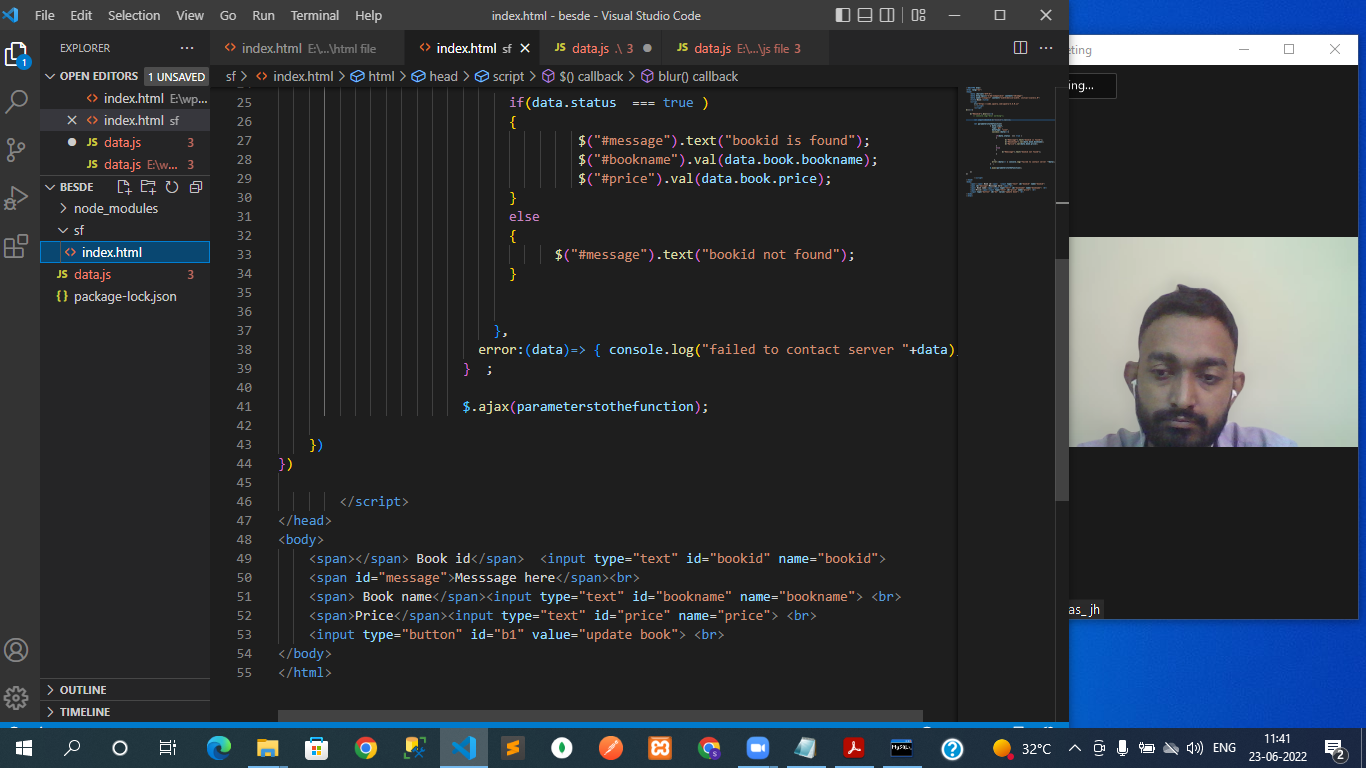 File Edit Selection View Go Run Terminal Help index.html - besde - Visual Studio Code
EXPLORER
index.html E:\...\html file index.html sf data.js .\ 3 data.js E:\...\js file 3
eting
OPEN EDITORS 1 UNSAVED
sf > index.html > html > head > script > $() callback > blur() callback
ng...
1
index.html E:\wp...
index.html sf
data.js 3
data.js E:\w... 3
BESDE
node_modules
sf
index.html
data.js 3
package-lock.json
OUTLINE
TIMELINE
25 if(data.status === true )
26 {
27 $("#message").text("bookid is found");
28 $("#bookname").val(data.book.bookname);
29 $("#price").val(data.book.price);
30 }
31 else
32 {
33 $("#message").text("bookid not found");
34 }
35
36
37 },
38 error:(data)=> { console.log("failed to contact server "+data)
39 } ;
40
41 $.ajax(parameterstothefunction);
42
43 })
44 })
45
46 </script>
47 </head>
48 <body>
49 <span></span> Book id</span> <input type="text" id="bookid" name="bookid">
50 <span id="message">Messsage here</span><br>
51 <span> Book name</span><input type="text" id="bookname" name="bookname"> <br>
52 <span>Price</span><input type="text" id="price" name="price"> <br>
53 <input type="button" id="b1" value="update book"> <br>
54 </body>
55 </html>
as_ jh
32°C ENG 11:41
23-06-2022
2